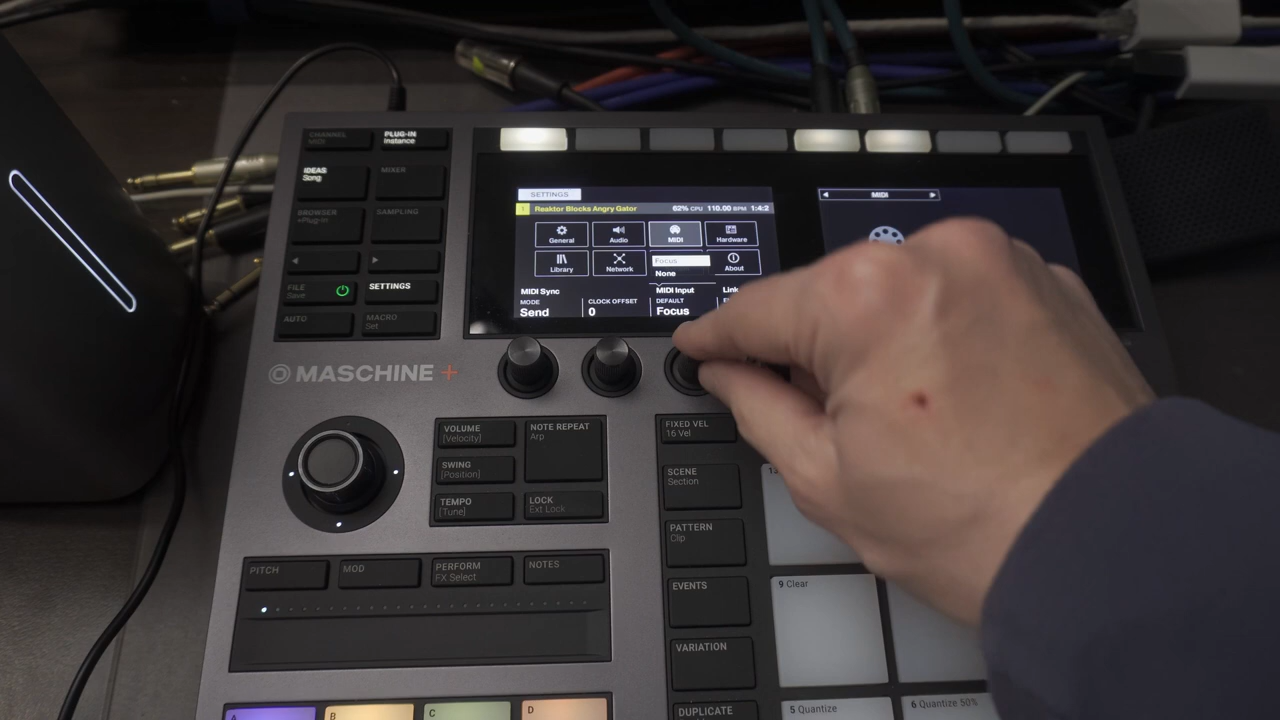 CHANNEL
MIDI
PLUG-IN
Instance
IDEAS
Song
MIXER
BROWSER
+Plug-in
SAMPLING
FILE
Save
SETTINGS
AUTO
MACRO
Set
SETTINGS
1 Reaktor Blocks Angry Gator 62% CPU 110.00 BPM 1:4:2
General
Audio
MIDI
Hardware
Library
Network
Focus
None
About
MIDI Sync
MIDI Input
MODE
CLOCK OFFSET
DEFAULT
Send
0
Focus
MIDI
MASCHINE +
VOLUME
[Velocity]
NOTE REPEAT
Arp
SWING
[Position]
TEMPO
[Tune]
LOCK
Ext Lock
FIXED VEL
16 Vel
SCENE
Section
PATTERN
Clip
EVENTS
VARIATION
DUPLICATE
PITCH
MOD
PERFORM
FX Select
NOTES
9 Clear
5 Quantize
6 Quantize 50%
A
B
C
D